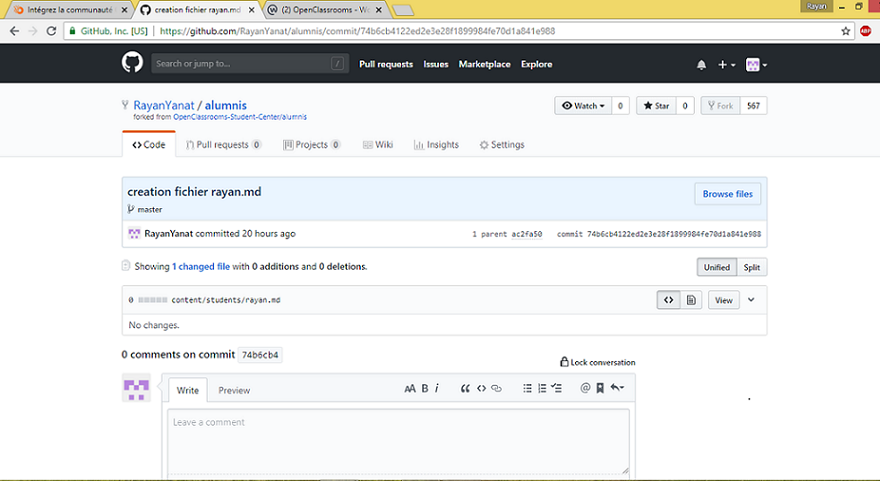 Rayan
Intégrez la communauté
creation fichier rayan.md
(2) OpenClassrooms - We
GitHub, Inc. [US] https://github.com/RayanYanat/alumnis/commit/74b6cb4122ed2e3e28f1899984fe70d1a841e988
ABP
Search or jump to... /
Pull requests Issues Marketplace Explore
RayanYanat / alumnis
forked from OpenClassrooms-Student-Center/alumnis
Watch 0 Star 0 Fork 567
Code Pull requests 0 Projects 0 Wiki Insights Settings
creation fichier rayan.md
Browse files
master
RayanYanat committed 20 hours ago
1 parent ac2fa50 commit 74b6cb4122ed2e3e28f1899984fe70d1a841e988
Showing 1 changed file with 0 additions and 0 deletions.
Unified Split
0 content/students/rayan.md
View
No changes.
0 comments on commit 74b6cb4
Lock conversation
Write Preview
AA B i
Leave a comment